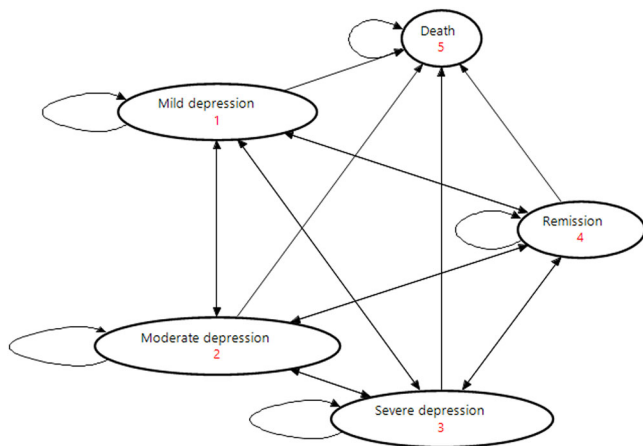 Death
5
Mild depression
1
Remission
4
Moderate depression
2
Severe depression
3